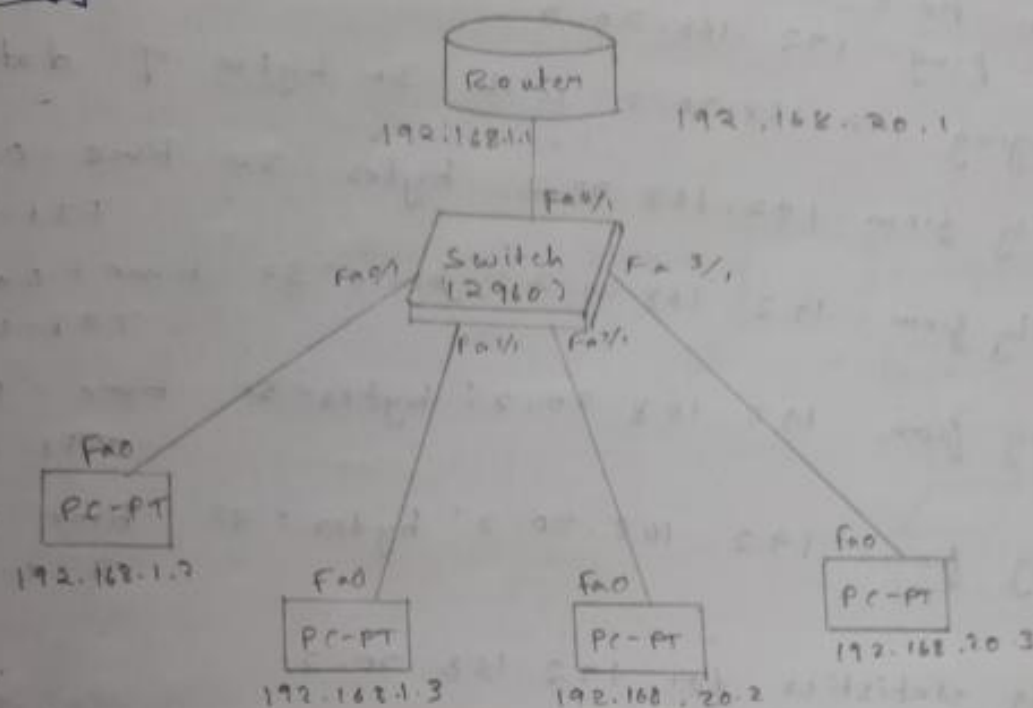 Router
192.168.1.1
192.168.20.1
Fa0/1
Switch
(2960)
Fa0/1
Fa 3/1
Fa1/1
Fa2/1
Fa0
PC-PT
192.168.1.2
Fa0
PC-PT
192.168.1.3
Fa0
PC-PT
192.168.20.2
Fa0
PC-PT
192.168.20.3